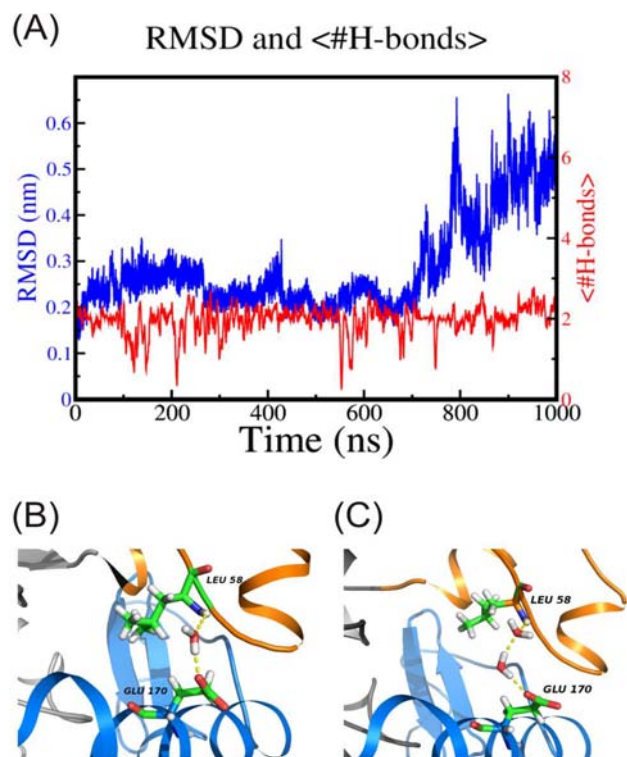 (A)
RMSD and <#H-bonds>
RMSD (nm)
0.6
0.5
0.4
0.3
0.2
0.1
0
8
6
4
2
0
<#H-bonds>
0 200 400 600 800 1000
Time (ns)
(B)
LEU 58
GLU 170
(C)
LEU 58
GLU 170